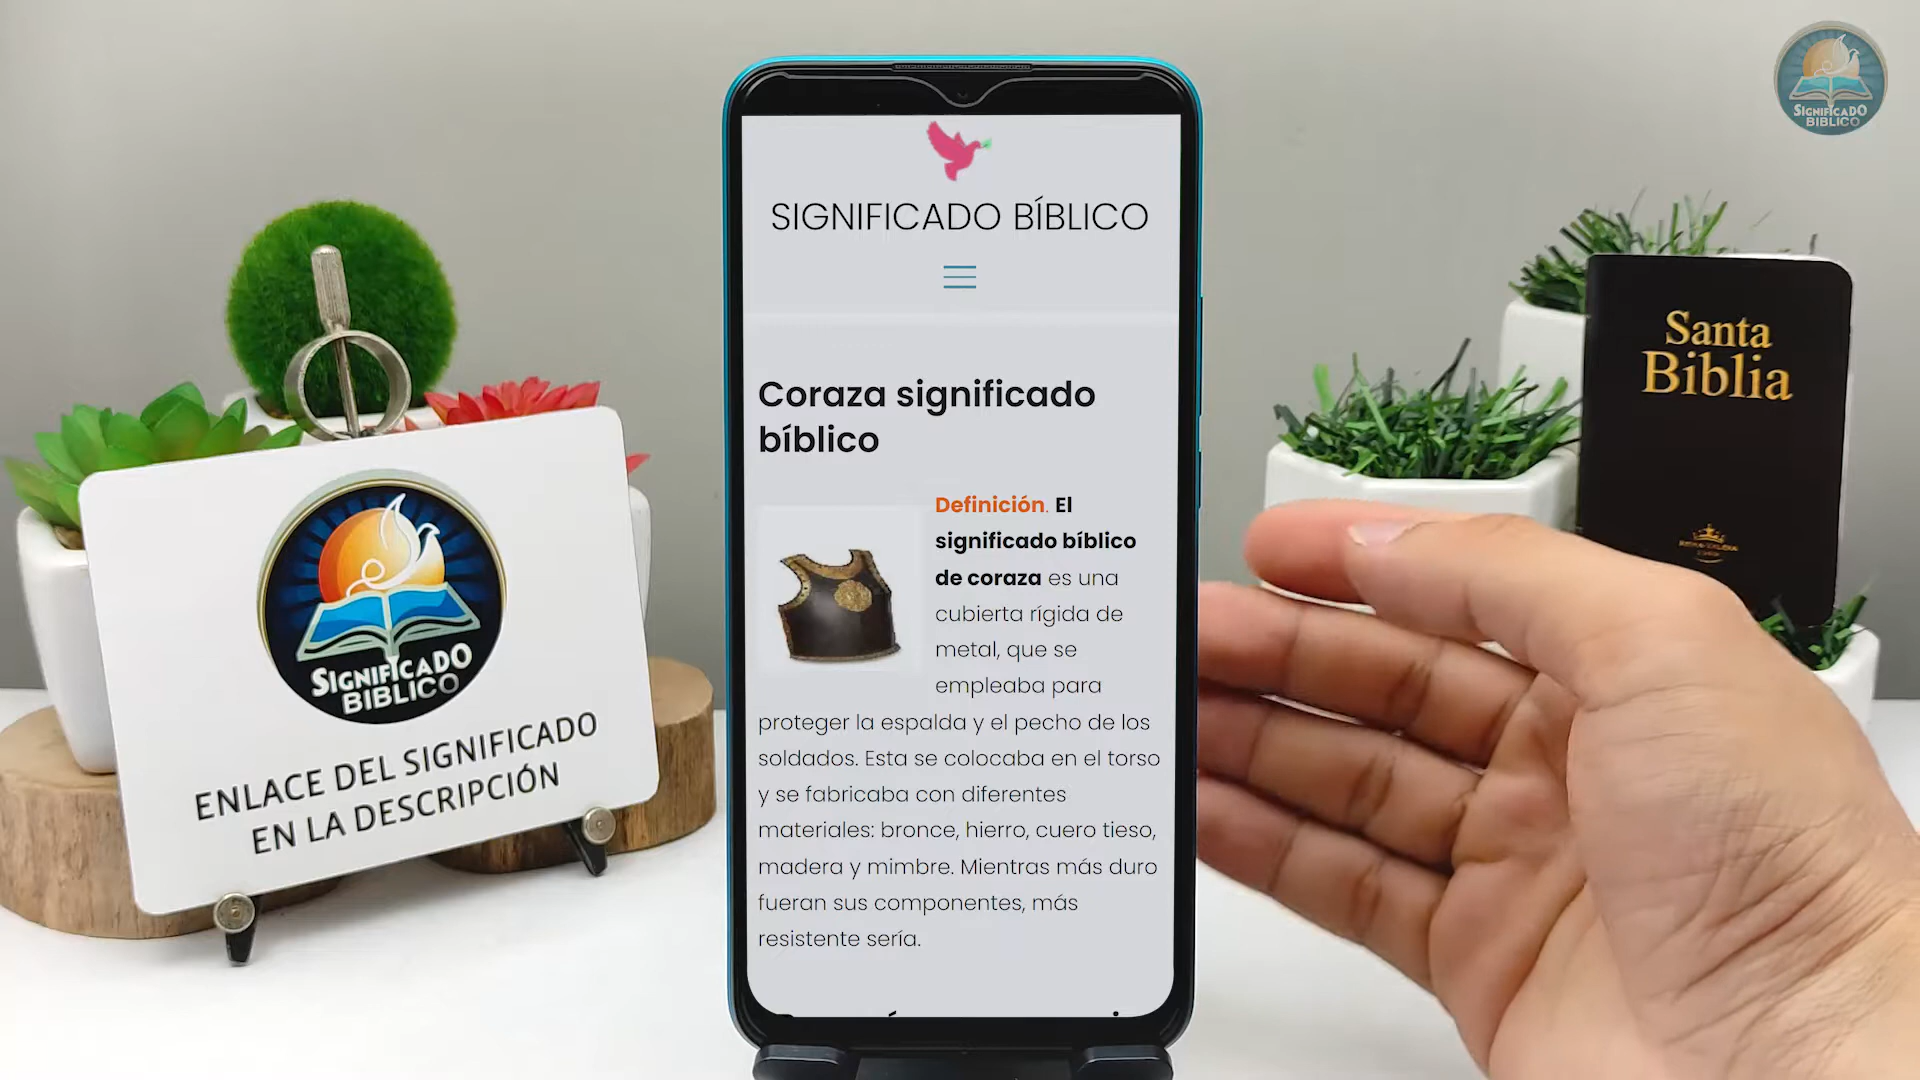 SIGNIFICADO
BIBLICO
SIGNIFICADO BÍBLICO
Coraza significado
bíblico
Definición. El
significado bíblico
de coraza es una
cubierta rígida de
metal, que se
empleaba para
proteger la espalda y el pecho de los
soldados. Esta se colocaba en el torso
y se fabricaba con diferentes
materiales: bronce, hierro, cuero tieso,
madera y mimbre. Mientras más duro
fueran sus componentes, más
resistente sería.
SIGNIFICADO
BIBLICO
ENLACE DEL SIGNIFICADO
EN LA DESCRIPCIÓN
Santa
Biblia